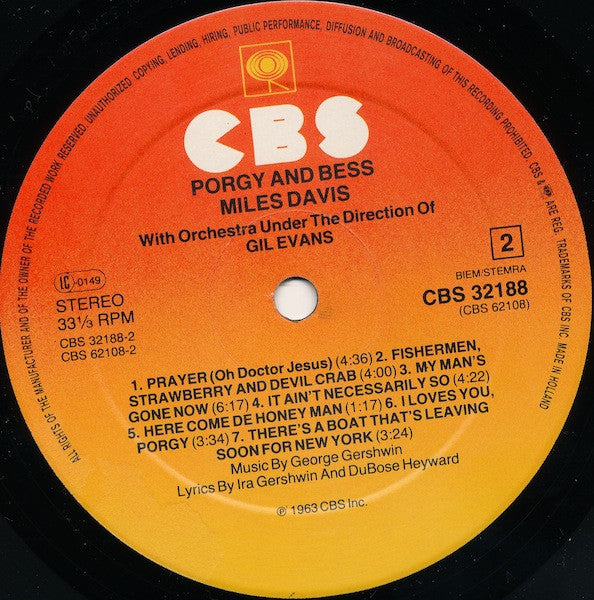 ALL RIGHTS OF THE MANUFACTURER AND OF THE OWNER OF THE RECORDED WORK RESERVED. UNAUTHORIZED COPYING, LENDING, HIRING, PUBLIC PERFORMANCE, DIFFUSION AND BROADCASTING OF THIS RECORDING PROHIBITED. CBS & ARE REG. TRADEMARKS OF CBS INC. MADE IN HOLLAND
CBS
PORGY AND BESS
MILES DAVIS
With Orchestra Under The Direction Of
GIL EVANS
2
IC-0149
STEREO
33⅓ RPM
CBS 32188-2
CBS 62108-2
BIEM/STEMRA
CBS 32188
(CBS 62108)
1. PRAYER (Oh Doctor Jesus) (4:36) 2. FISHERMEN,
STRAWBERRY AND DEVIL CRAB (4:00) 3. MY MAN'S
GONE NOW (6:17) 4. IT AIN'T NECESSARILY SO (4:22)
5. HERE COME DE HONEY MAN (1:17) 6. I LOVES YOU,
PORGY (3:34) 7. THERE'S A BOAT THAT'S LEAVING
SOON FOR NEW YORK (3:24)
Music By George Gershwin
Lyrics By Ira Gershwin And DuBose Heyward
℗ 1963 CBS Inc.